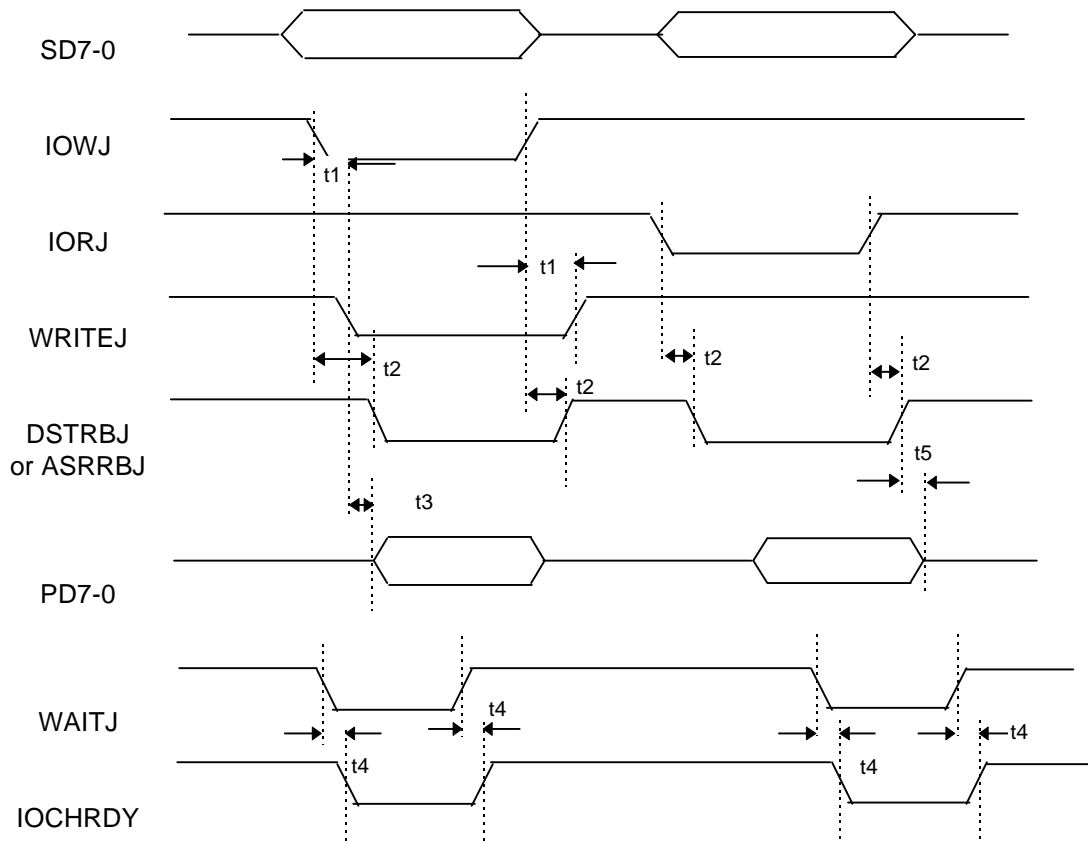 SD7-0
IOWJ
t1
IORJ
t1
WRITEJ
t2
t2
t2
t2
DSTRBJ
or ASRRBJ
t5
t3
PD7-0
WAITJ
t4
t4
t4
t4
IOCHRDY